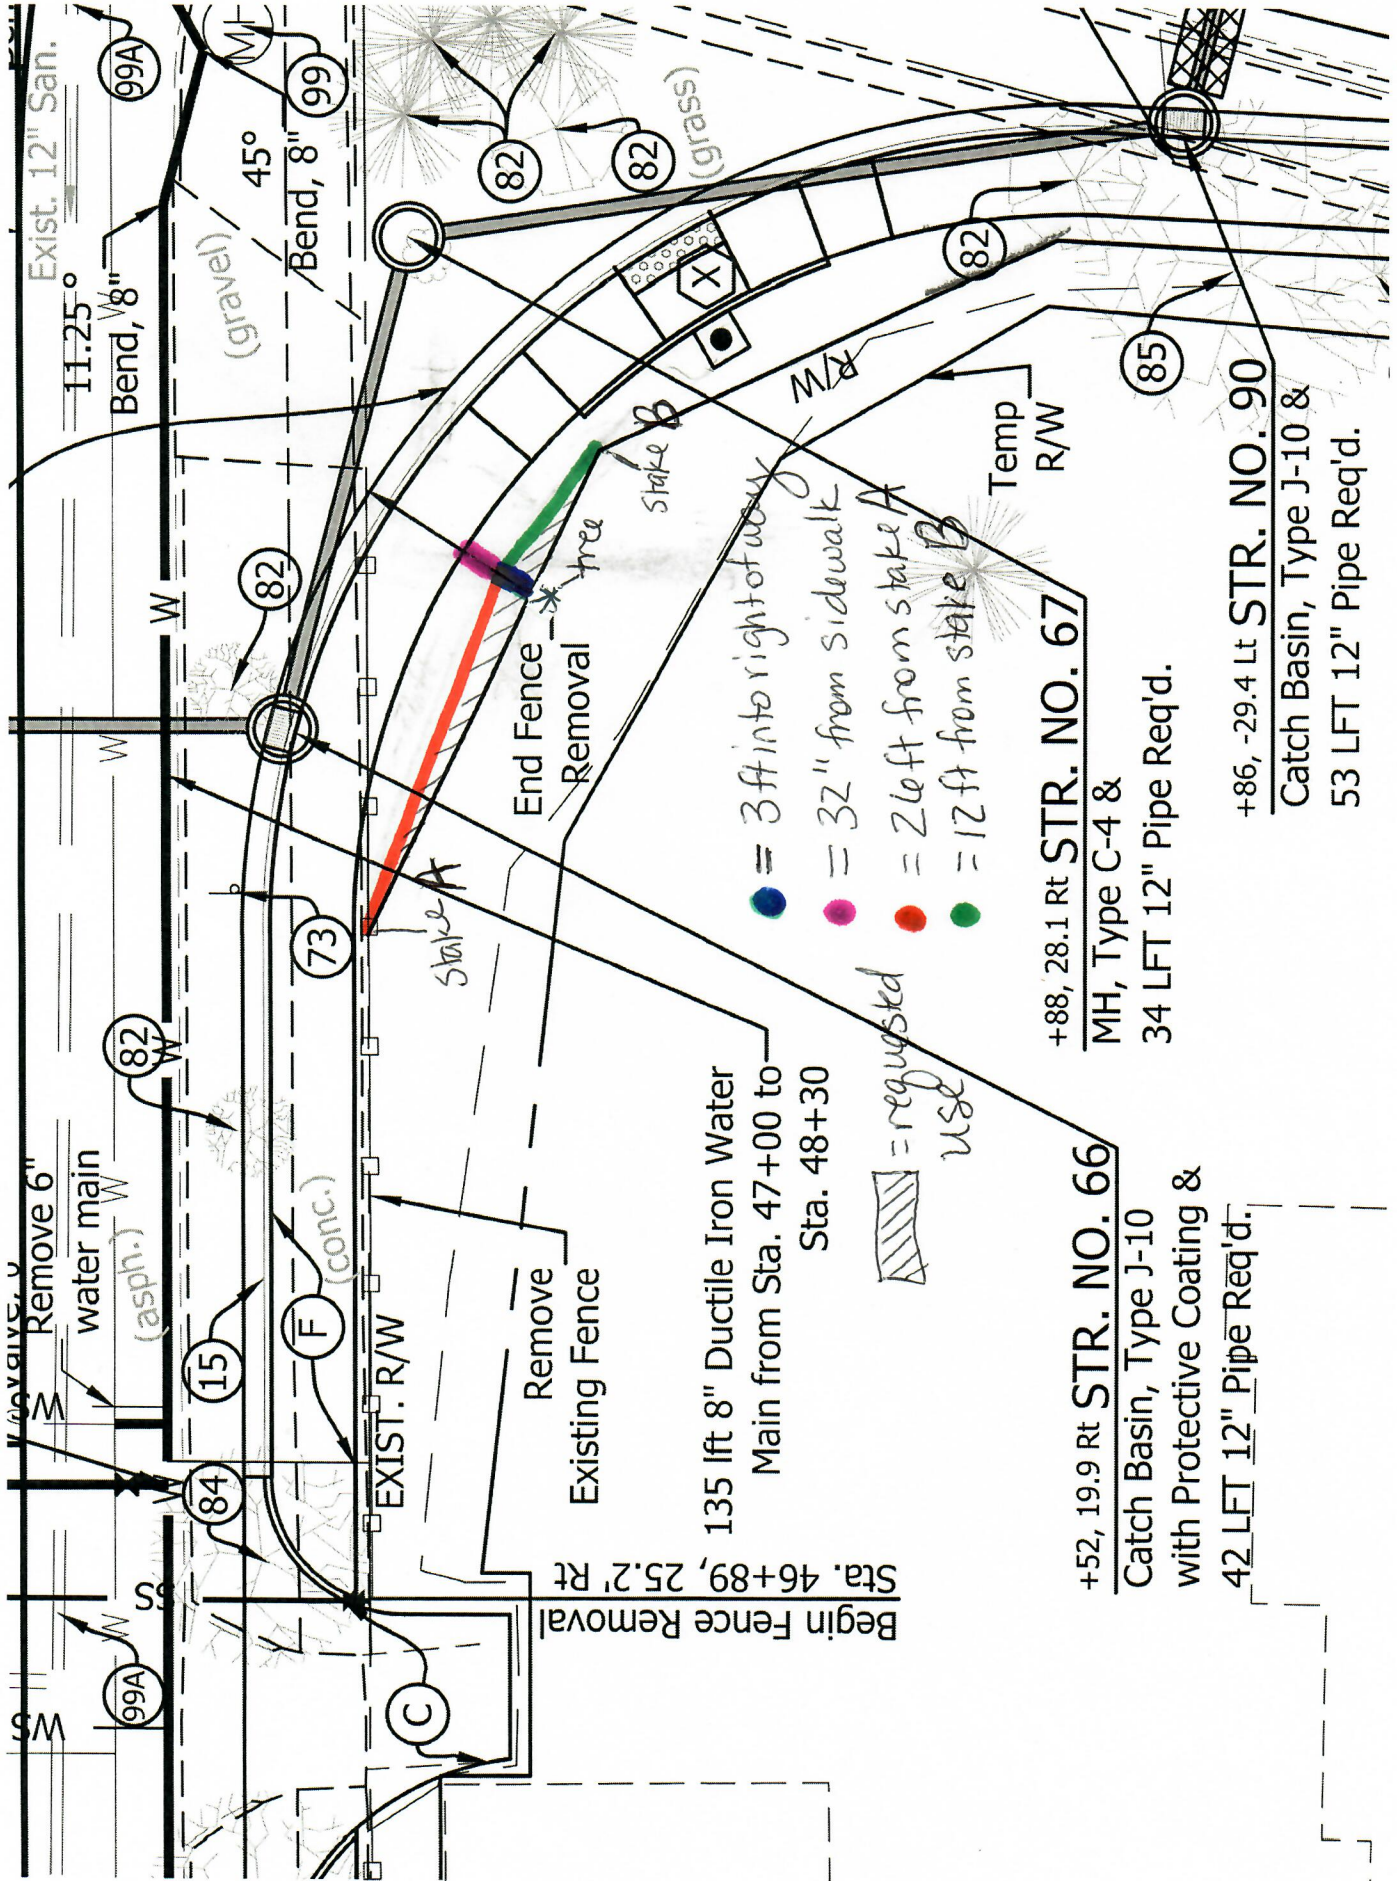 Exist. 12" San.
99A
MH
99
11.25°
Bend, 8"
45°
Bend, 8"
(gravel)
W
82
82
(grass)
82
W
W
82
X
R/W
Temp
R/W
85
+86, -29.4 Lt STR. NO. 90
Catch Basin, Type J-10 &
53 LFT 12" Pipe Req'd.
stake B
tree
End Fence
Removal
stake A
73
82
W
W
= 3 ft into right of way
= 32" from sidewalk
= 26 ft from stake A
= 12 ft from stake B
= requested
use
+88, 28.1 Rt STR. NO. 67
MH, Type C-4 &
34 LFT 12" Pipe Req'd.
Remove 6"
water main
W
(asph.)
15
F
(conc.)
EXIST. R/W
Remove
Existing Fence
135 lft 8" Ductile Iron Water
Main from Sta. 47+00 to
Sta. 48+30
+52, 19.9 Rt STR. NO. 66
Catch Basin, Type J-10
with Protective Coating &
42 LFT 12" Pipe Req'd.
WS
84
SS
W
99A
WS
C
Begin Fence Removal
Sta. 46+89, 25.2' Rt